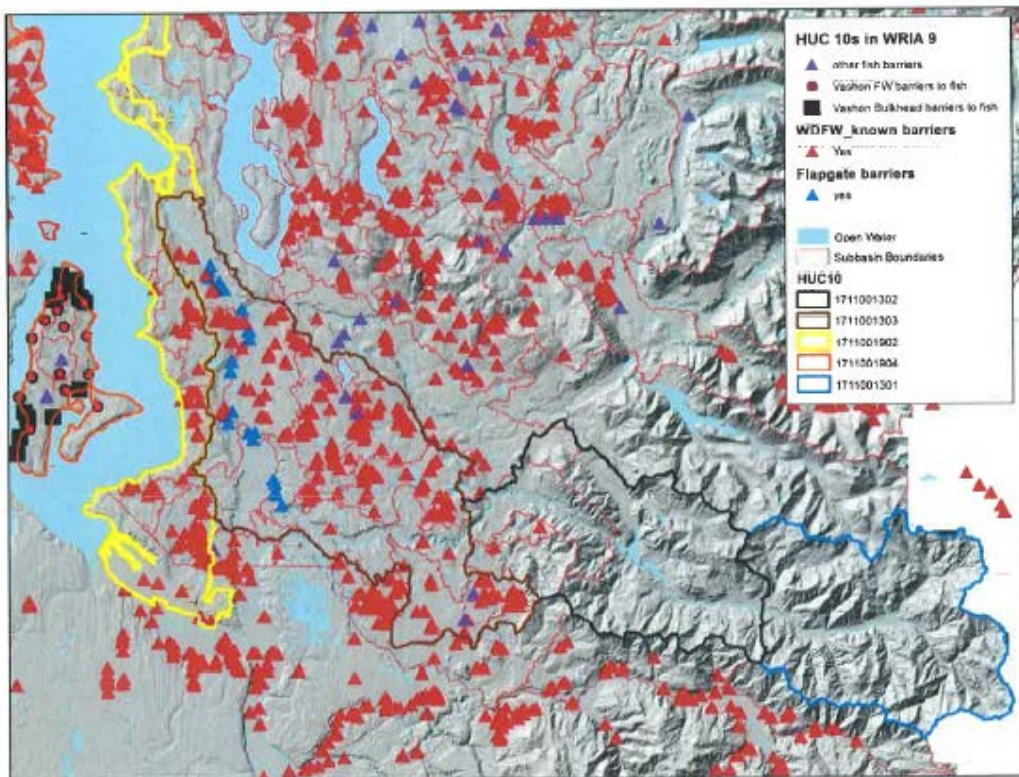 HUC 10s in WRIA 9
other fish barriers
Vashon FW barriers to fish
Vashon Bulkhead barriers to fish
WDFW_known barriers
Yes
Flapgate barriers
yes
Open Water
Subbasin Boundaries
HUC10
1711001302
1711001303
1711001902
1711001904
1711001301